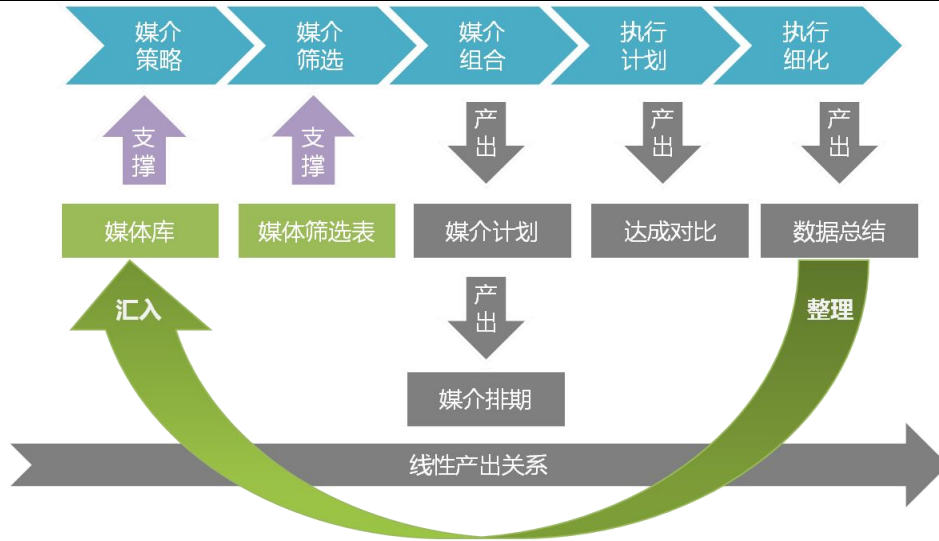 媒介
策略
媒介
筛选
媒介
组合
执行
计划
执行
细化
支
撑
支
撑
产
出
产
出
产
出
媒体库
媒体筛选表
媒介计划
达成对比
数据总结
汇入
产
出
整理
媒介排期
线性产出关系